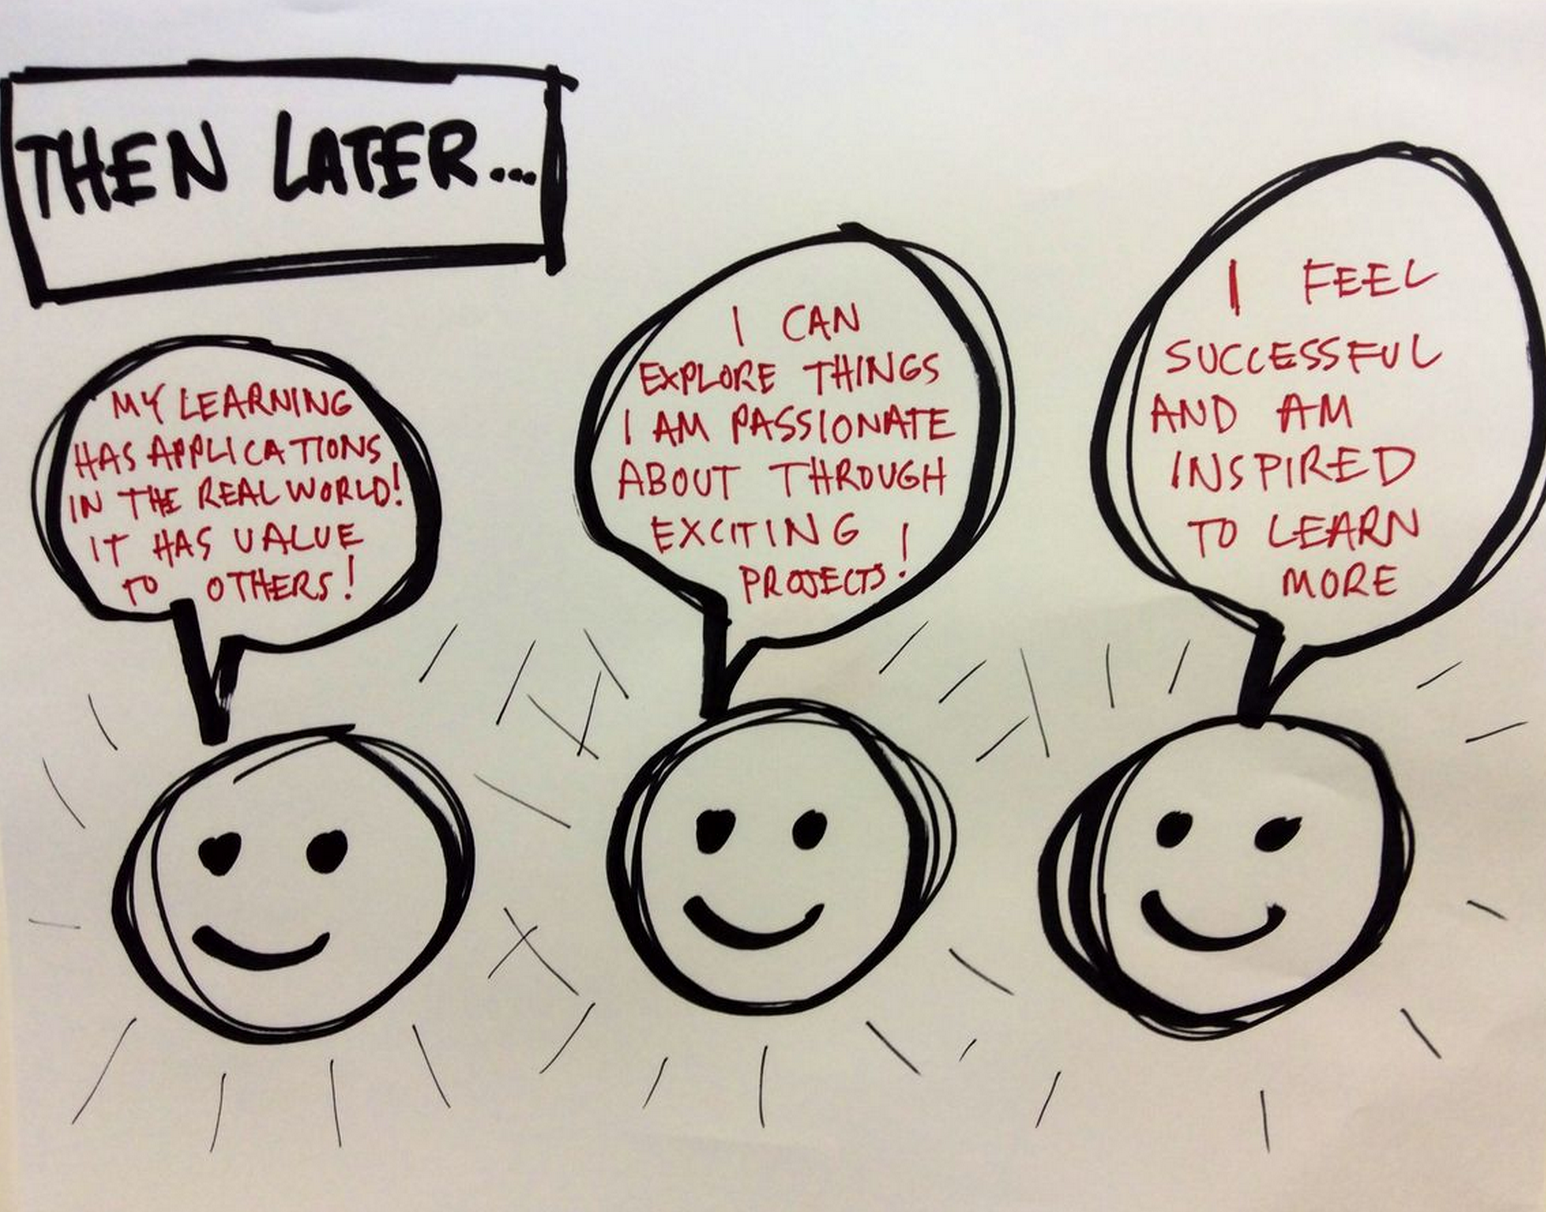 THEN LATER...
MY LEARNING
HAS APPLICATIONS
IN THE REAL WORLD!
IT HAS VALUE
TO OTHERS!
I CAN
EXPLORE THINGS
I AM PASSIONATE
ABOUT THROUGH
EXCITING
PROJECTS!
I FEEL
SUCCESSFUL
AND AM
INSPIRED
TO LEARN
MORE